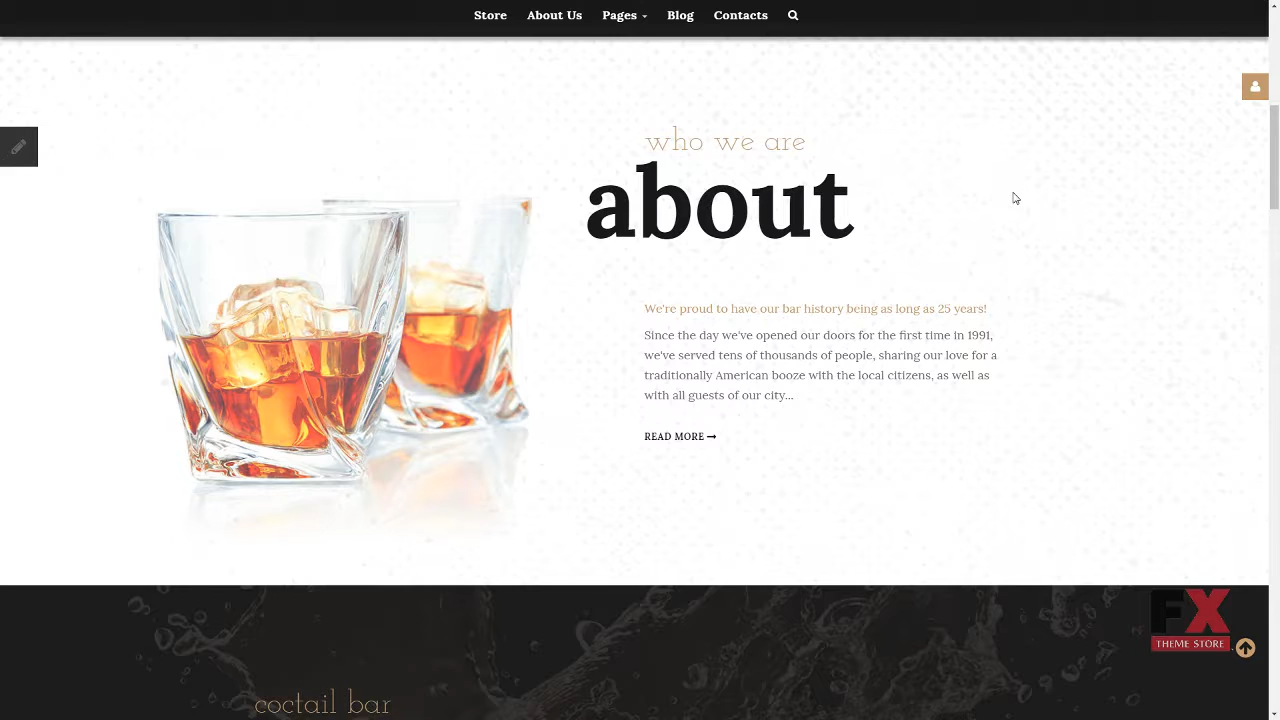 Store About Us Pages Blog Contacts
who we are
about
We're proud to have our bar history being as long as 25 years!
Since the day we've opened our doors for the first time in 1991,
we've served tens of thousands of people, sharing our love for a
traditionally American booze with the local citizens, as well as
with all guests of our city...
READ MORE
FX
THEME STORE
coctail bar